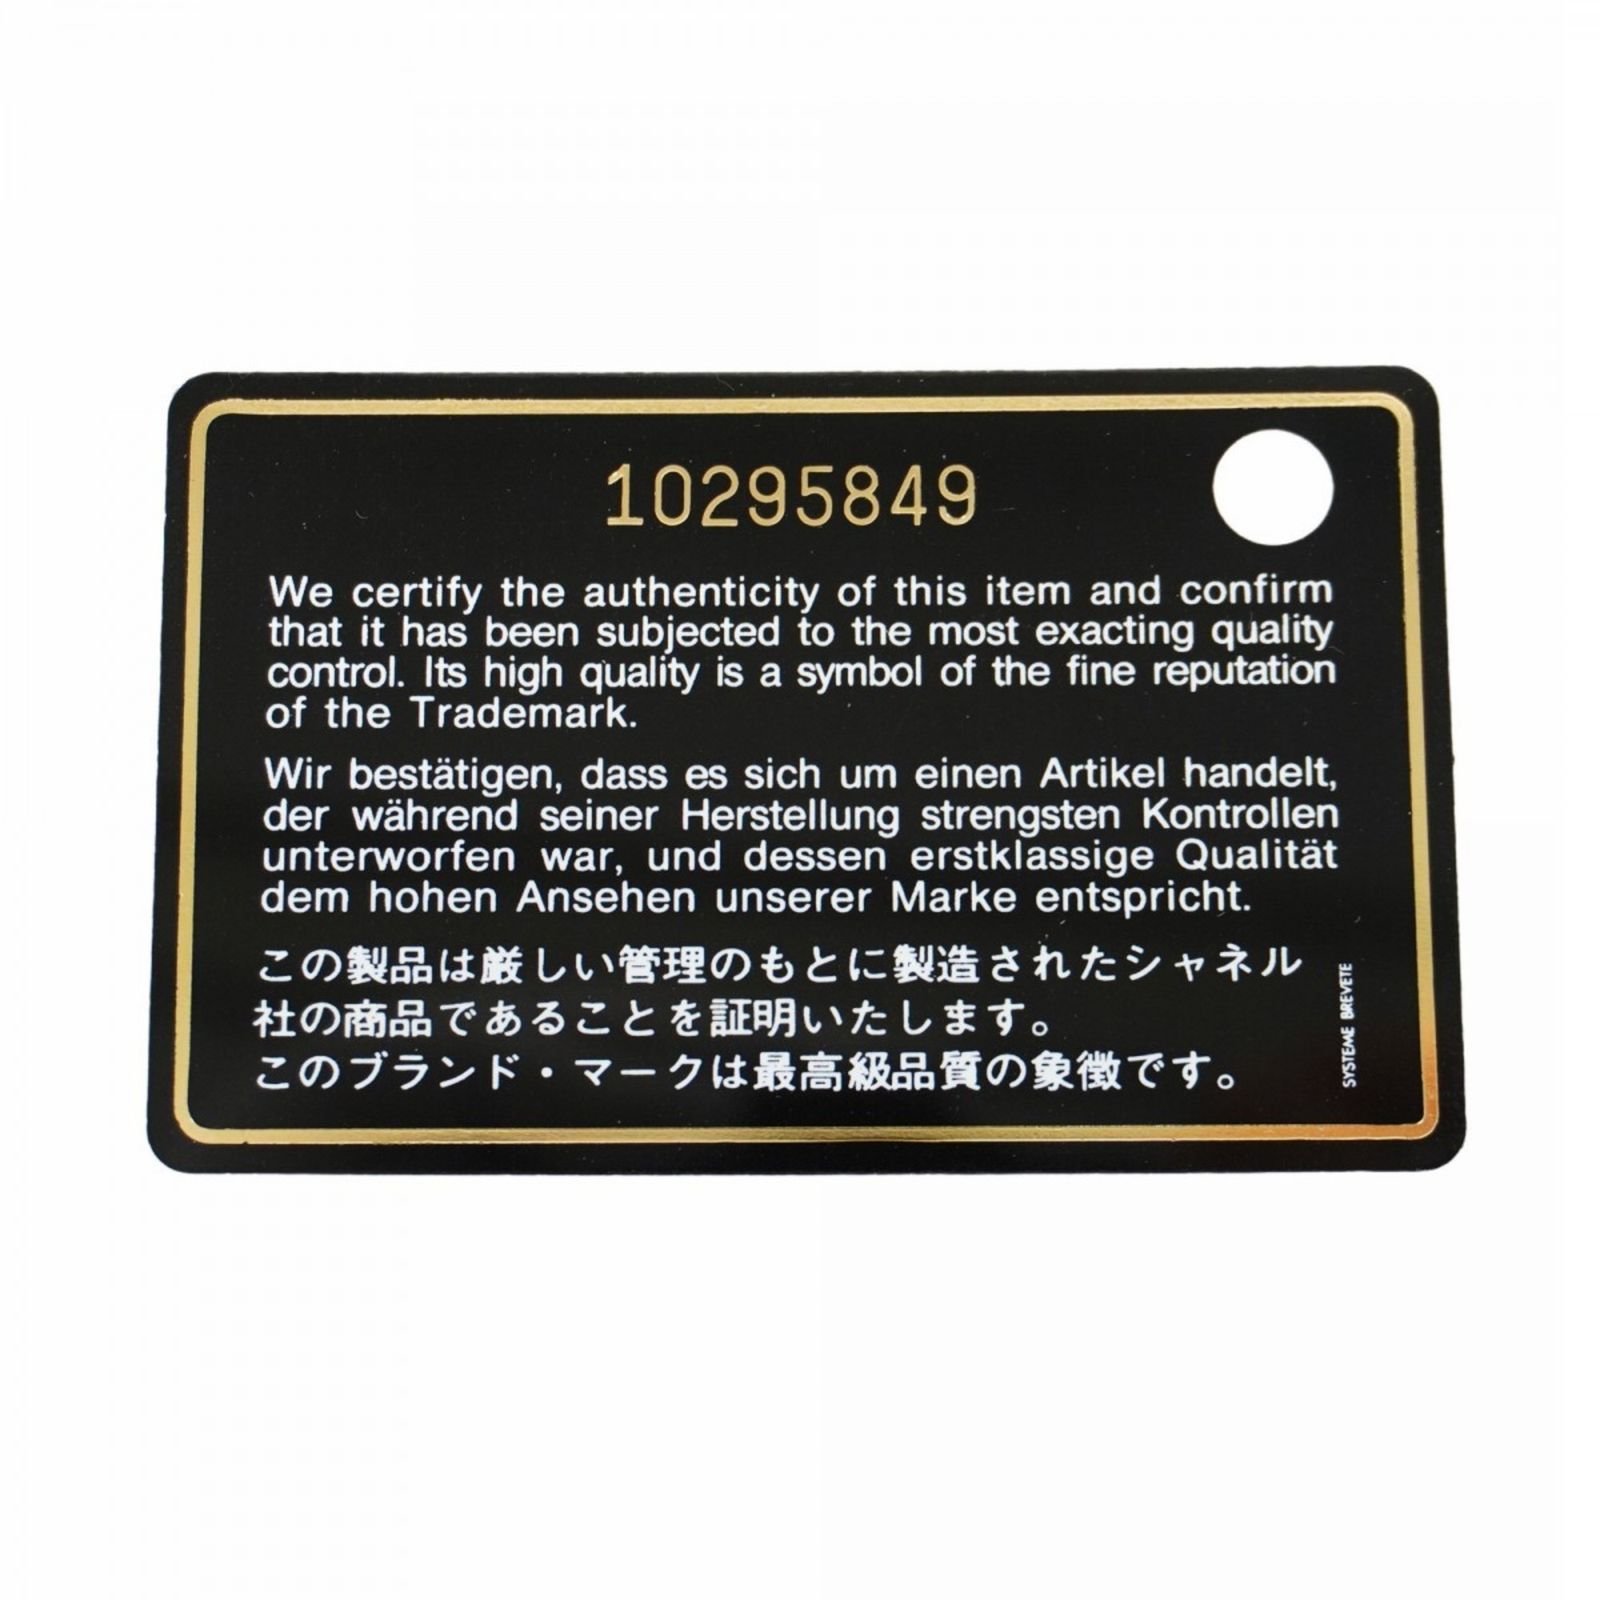 10295849
We certify the authenticity of this item and confirm
that it has been subjected to the most exacting quality
control. Its high quality is a symbol of the fine reputation
of the Trademark.
Wir bestätigen, dass es sich um einen Artikel handelt,
der während seiner Herstellung strengsten Kontrollen
unterworfen war, und dessen erstklassige Qualität
dem hohen Ansehen unserer Marke entspricht.
この製品は厳しい管理のもとに製造されたシャネル
社の商品であることを証明いたします。
このブランド・マークは最高級品質の象徴です。
SYSTEME BREVETE